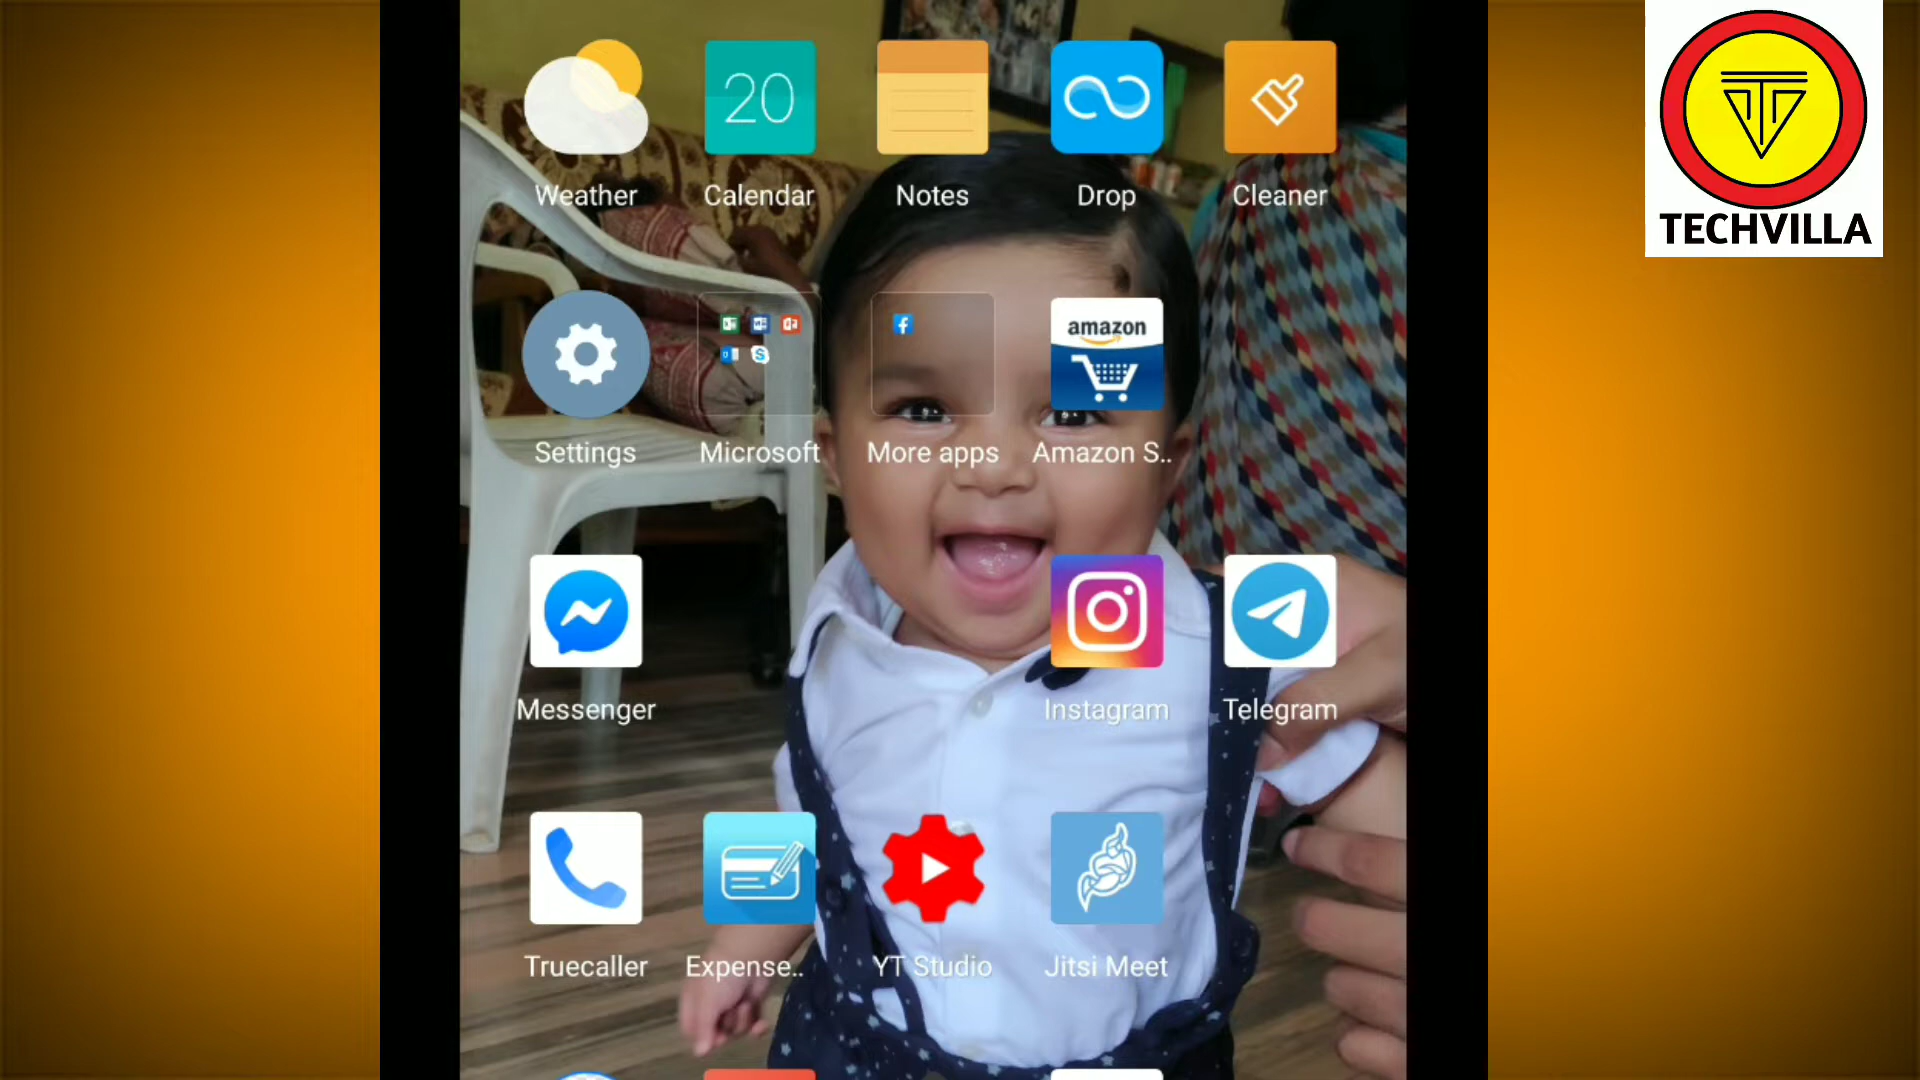 20
Weather
Calendar
Notes
Drop
Cleaner
amazon
Settings
Microsoft
More apps
Amazon S..
Messenger
Instagram
Telegram
Truecaller
Expense..
YT Studio
Jitsi Meet
TECHVILLA